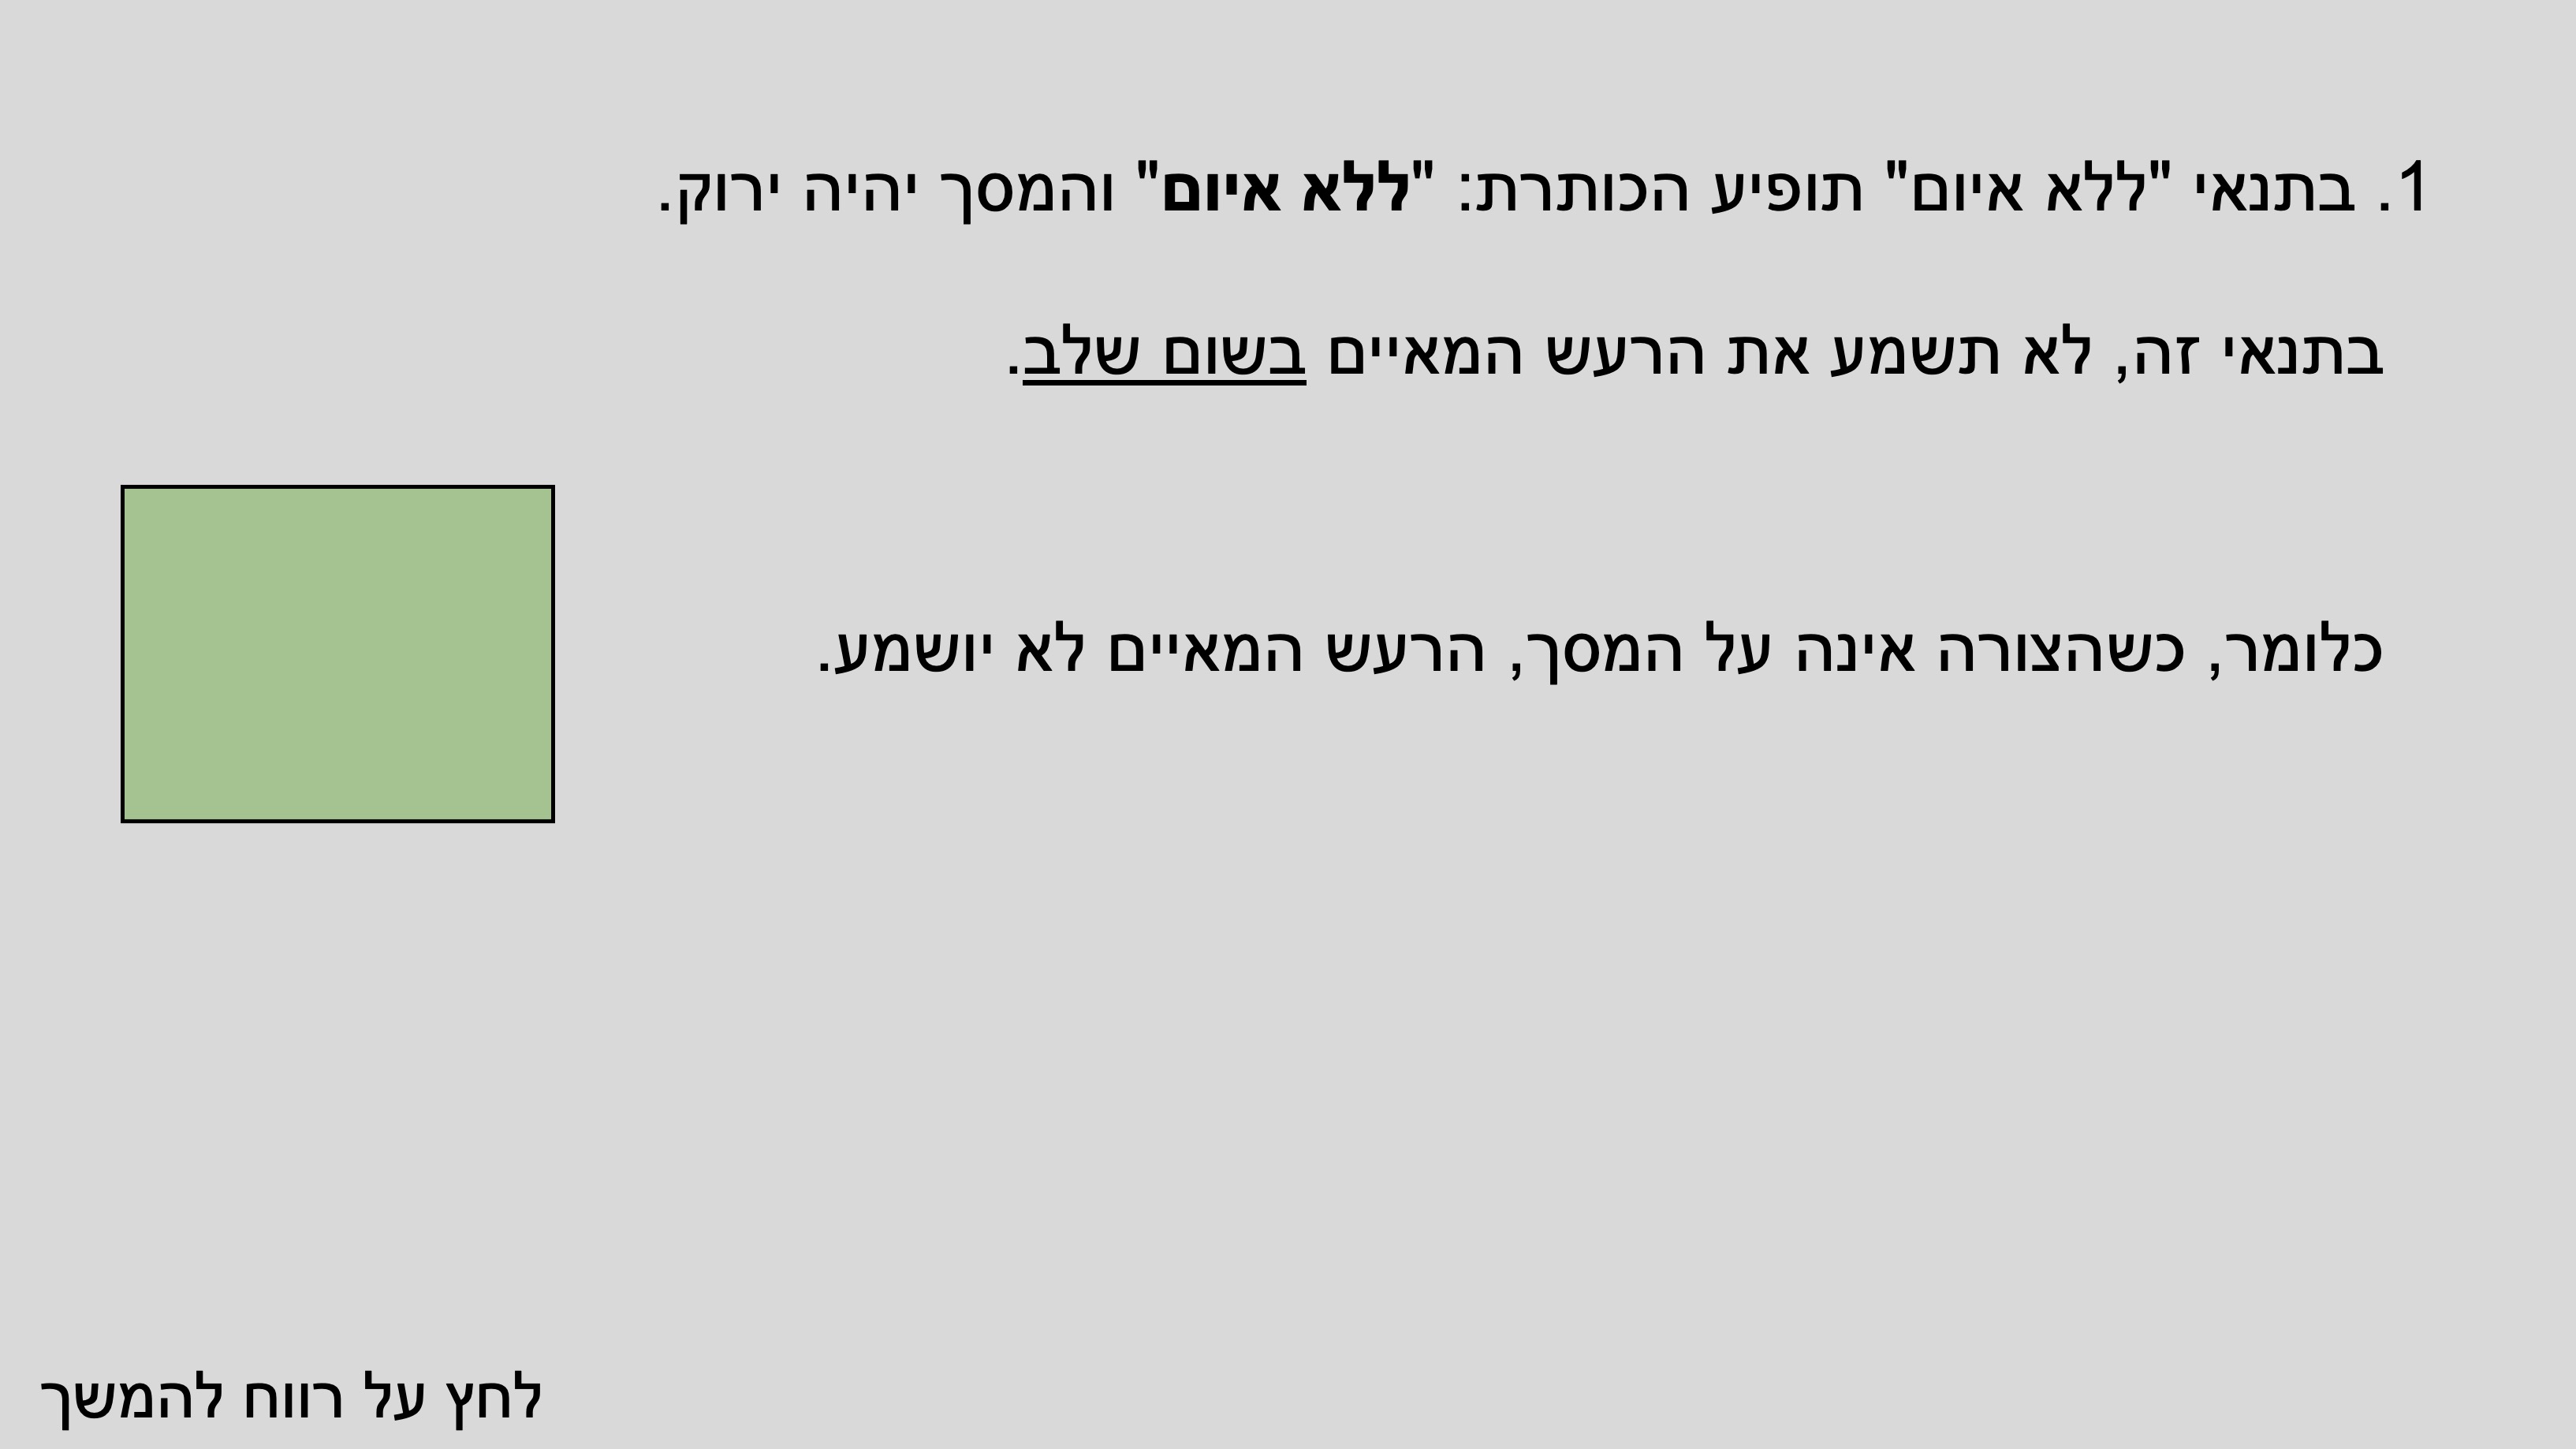 1. בתנאי "ללא איום" תופיע הכותרת: "ללא איום" והמסך יהיה ירוק.
בתנאי זה, לא תשמע את הרעש המאיים בשום שלב.
כלומר, כשהצורה אינה על המסך, הרעש המאיים לא יושמע.
לחץ על רווח להמשך